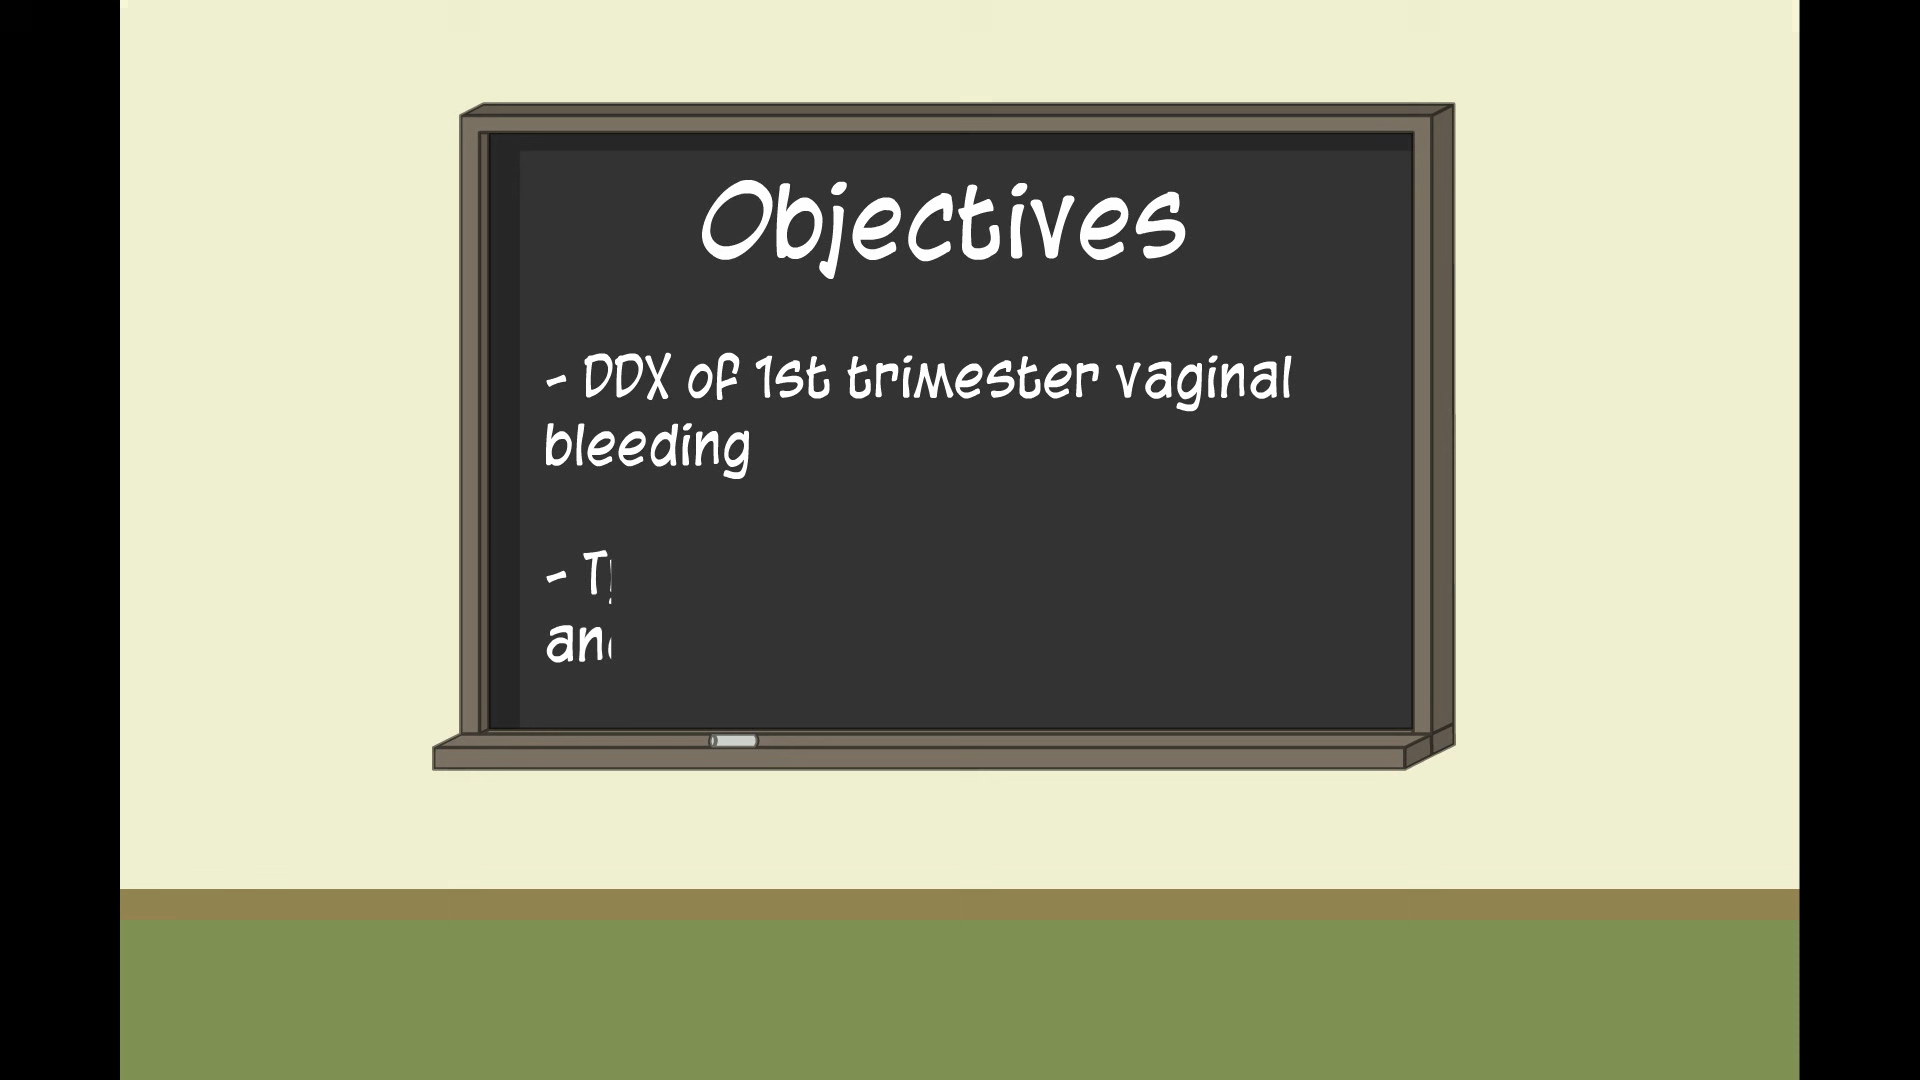 Objectives
- DDX of 1st trimester vaginal
bleeding
-